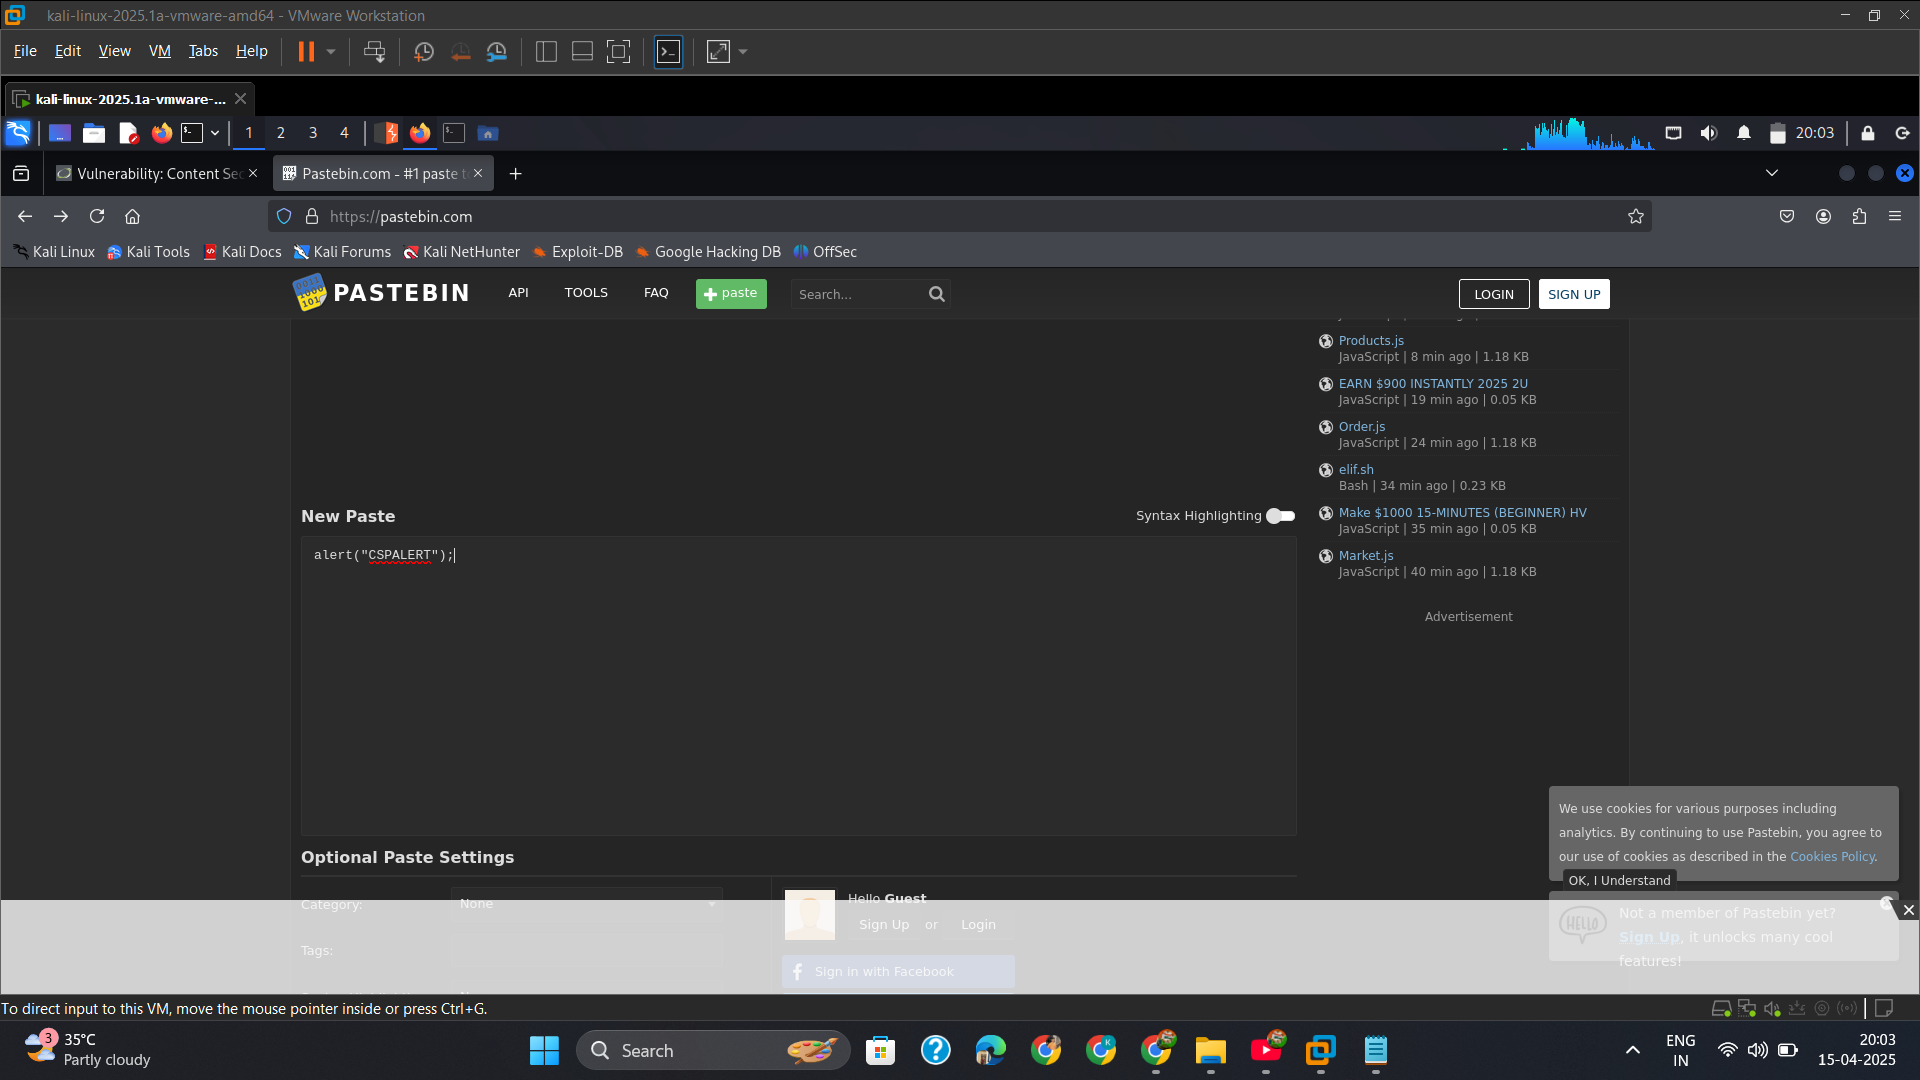 kali-linux-2025.1a-vmware-amd64 - VMware Workstation
File Edit View VM Tabs Help
kali-linux-2025.1a-vmware-...
1 2 3 4
20:03
Vulnerability: Content Sec
Pastebin.com - #1 paste t
https://pastebin.com
Kali Linux Kali Tools Kali Docs Kali Forums Kali NetHunter Exploit-DB Google Hacking DB OffSec
PASTEBIN API TOOLS FAQ paste Search... LOGIN SIGN UP
Products.js
JavaScript | 8 min ago | 1.18 KB
EARN $900 INSTANTLY 2025 2U
JavaScript | 19 min ago | 0.05 KB
Order.js
JavaScript | 24 min ago | 1.18 KB
elif.sh
Bash | 34 min ago | 0.23 KB
Make $1000 15-MINUTES (BEGINNER) HV
JavaScript | 35 min ago | 0.05 KB
Market.js
JavaScript | 40 min ago | 1.18 KB
Advertisement
New Paste
Syntax Highlighting
alert("CSPALERT");
Optional Paste Settings
Category: None
Tags:
Hello Guest
Sign Up or Login
Sign in with Facebook
We use cookies for various purposes including
analytics. By continuing to use Pastebin, you agree to
our use of cookies as described in the Cookies Policy.
OK, I Understand
HELLO
Not a member of Pastebin yet?
Sign Up, it unlocks many cool
features!
To direct input to this VM, move the mouse pointer inside or press Ctrl+G.
3
35°C
Partly cloudy
Search
ENG
IN
20:03
15-04-2025